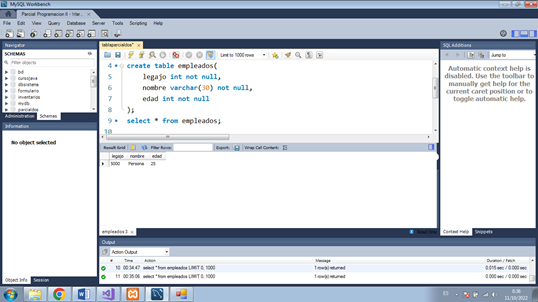 MySQL Workbench
Parcial Programacion II - War...
File Edit View Query Database Server Tools Scripting Help
Navigator
SCHEMAS
Filter objects
bd
cursojava
dbsoitete
formulario
inventarios
mydb
parcialdos
Administration Schemas
Information
No object selected
Object Info Session
tablaparcialdos*
Limit to 1000 rows
4 create table empleados(
5 legajo int not null,
6 nombre varchar(30) not null,
7 edad int not null
8 );
9 select * from empleados;
10
Result Grid Filter Rows: Export: Wrap Cell Content:
legajo nombre edad
5000 Persona 25
empleados 3
Output
Action Output
# Time Action Message Duration / Fetch
10 00:34:47 select * from empleados LIMIT 0, 1000 1 row(s) returned 0.015 sec / 0.000 sec
11 00:35:06 select * from empleados LIMIT 0, 1000 1 row(s) returned 0.000 sec / 0.000 sec
SQL Additions
Jump to
Automatic context help is
disabled. Use the toolbar to
manually get help for the
current caret position or to
toggle automatic help.
Context Help Snippets
ES
0:36
11/10/2022